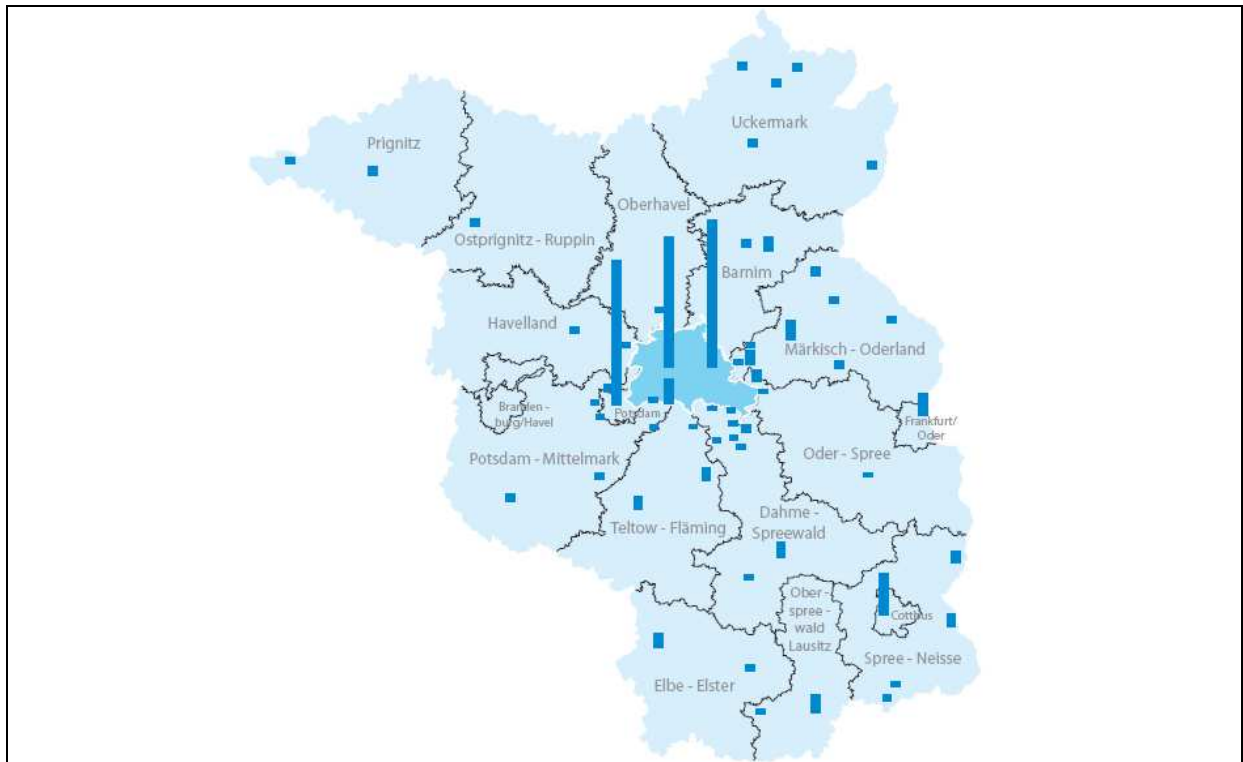 Uckermark
Prignitz
Oberhavel
Ostprignitz - Ruppin
Barnim
Havelland
Märkisch - Oderland
Branden -
burg/Havel
Potsdam
Frankfurt/
Oder
Potsdam - Mittelmark
Oder - Spree
Dahme -
Spreewald
Teltow - Fläming
Ober -
spree -
wald
Lausitz
Cottbus
Spree - Neisse
Elbe - Elster